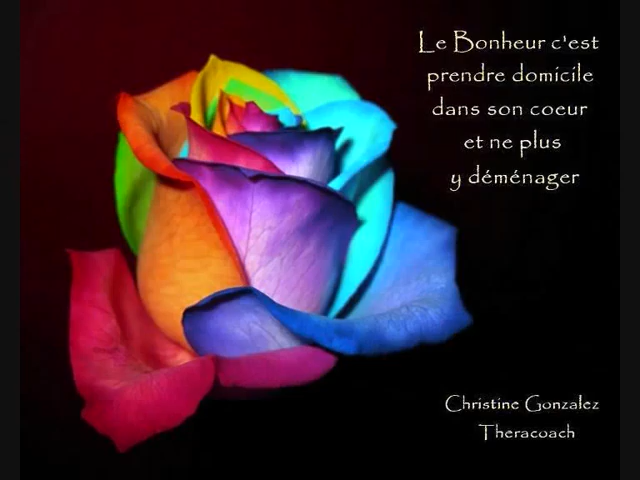 Le Bonheur c'est
prendre domicile
dans son coeur
et ne plus
y déménager
Christine Gonzalez
Theracoach